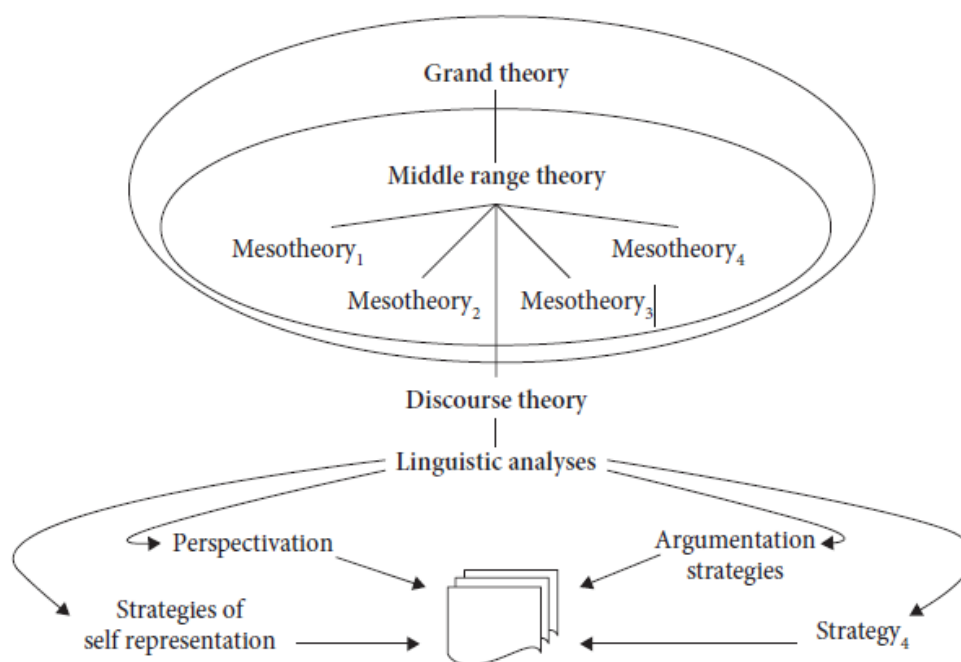 Grand theory
Middle range theory
Mesotheory₁
Mesotheory₄
Mesotheory₂
Mesotheory₃
Discourse theory
Linguistic analyses
Perspectivation
Argumentation
strategies
Strategies of
self representation
Strategy₄